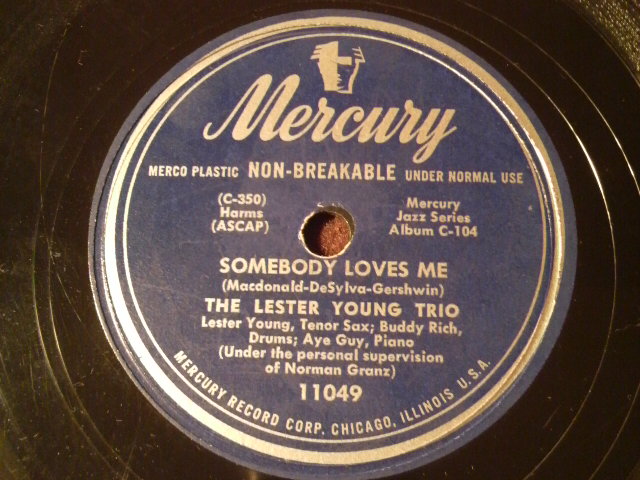 Mercury
MERCO PLASTIC NON-BREAKABLE UNDER NORMAL USE
(C-350)
Harms
(ASCAP)
Mercury
Jazz Series
Album C-104
SOMEBODY LOVES ME
(Macdonald-DeSylva-Gershwin)
THE LESTER YOUNG TRIO
Lester Young, Tenor Sax; Buddy Rich,
Drums; Aye Guy, Piano
(Under the personal supervision
of Norman Granz)
11049
MERCURY RECORD CORP. CHICAGO, ILLINOIS U.S.A.